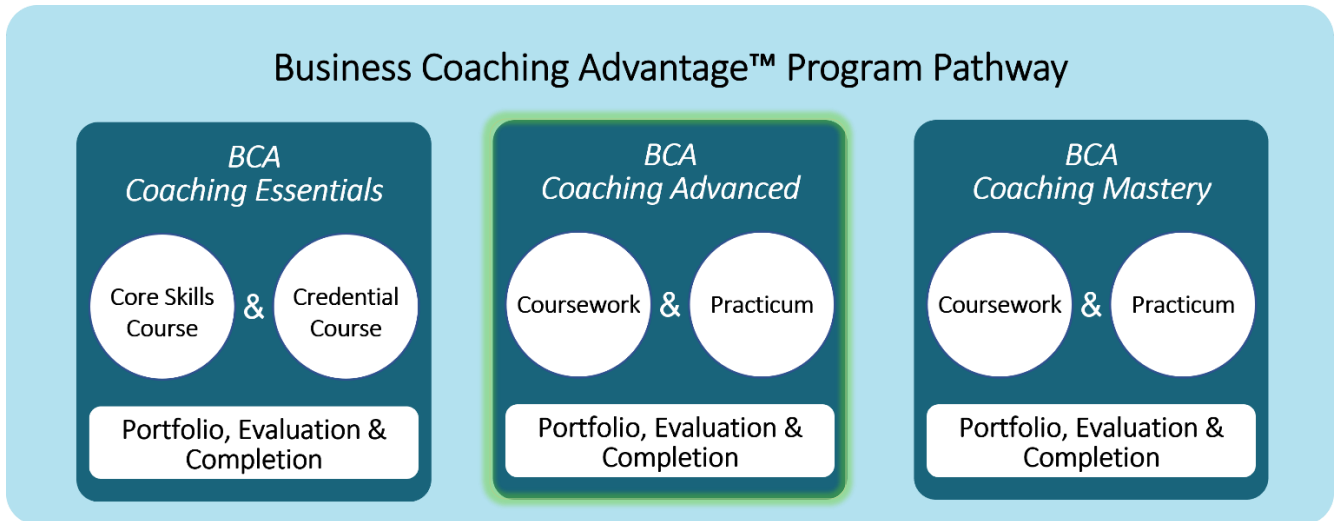 Business Coaching Advantage™ Program Pathway
BCA
Coaching Essentials
Core Skills
Course
&
Credential
Course
Portfolio, Evaluation &
Completion
BCA
Coaching Advanced
Coursework
&
Practicum
Portfolio, Evaluation &
Completion
BCA
Coaching Mastery
Coursework
&
Practicum
Portfolio, Evaluation &
Completion